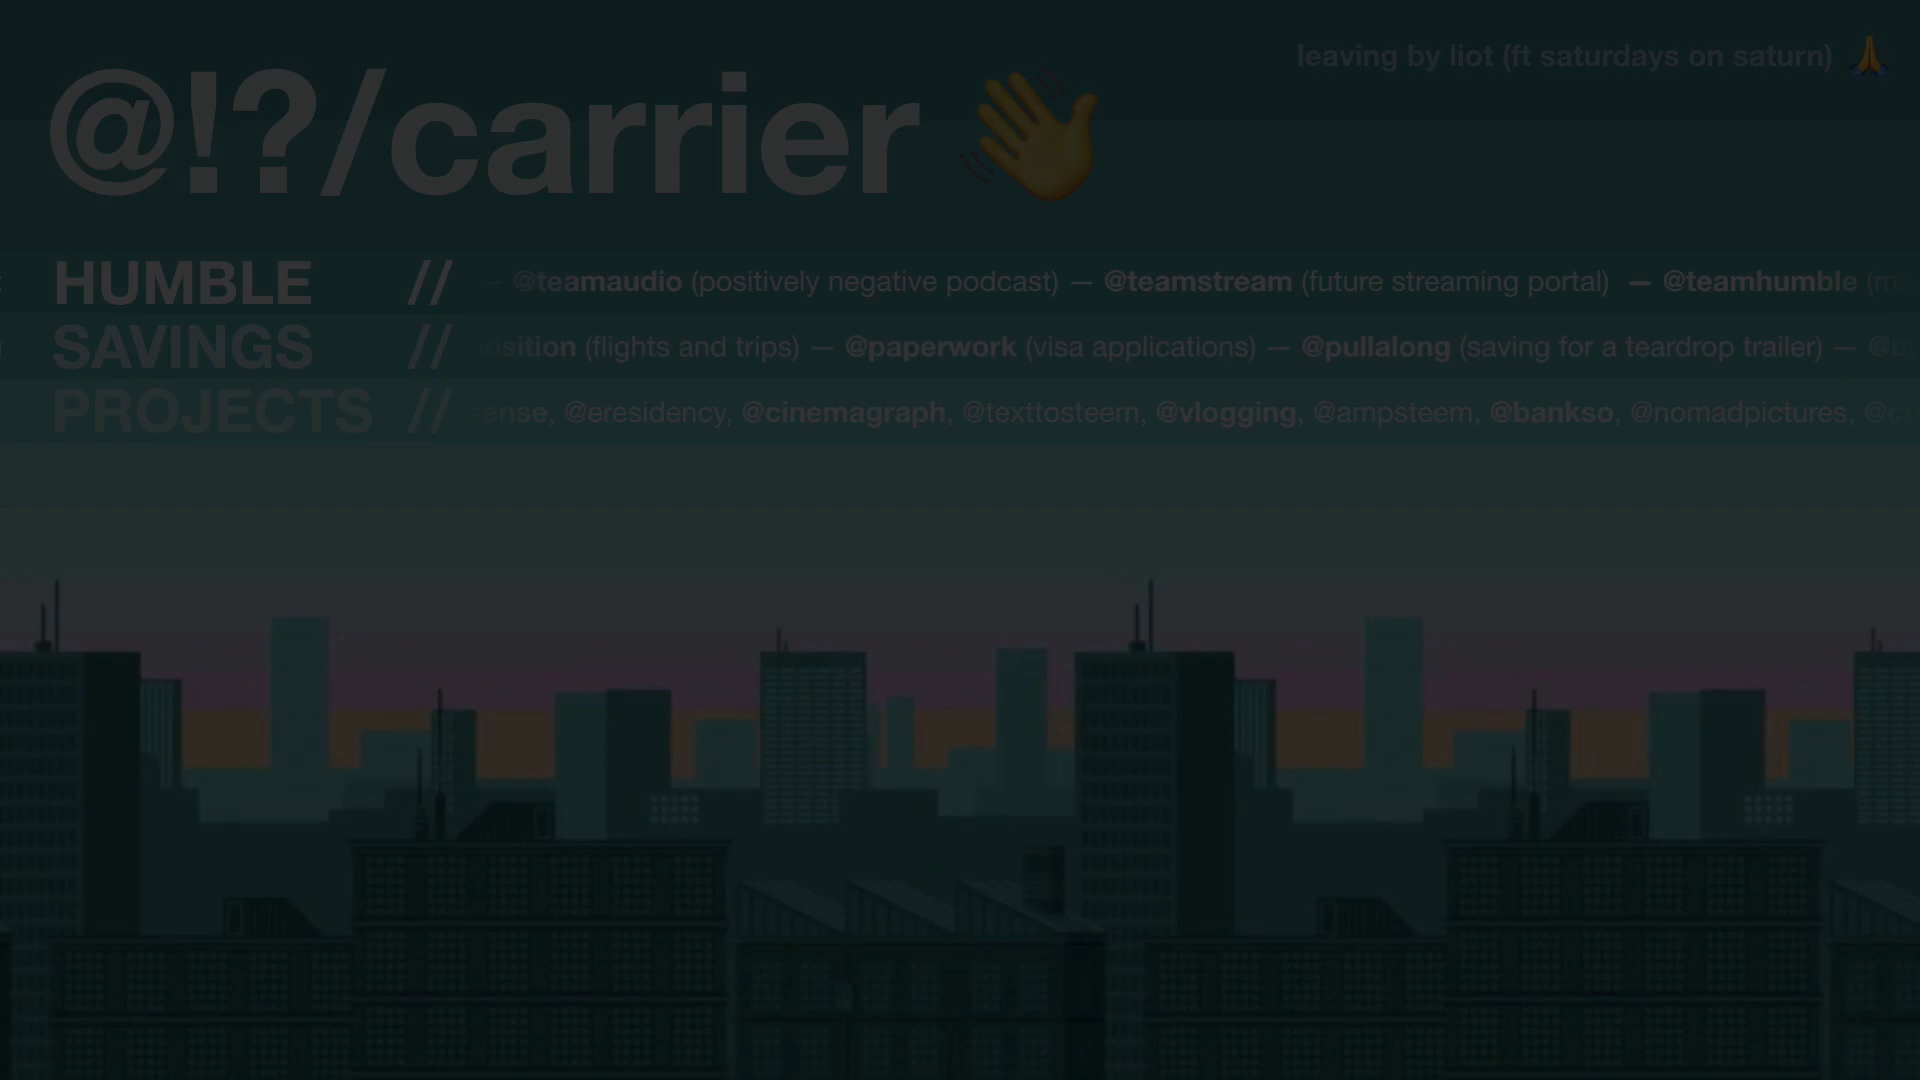 leaving by liot (ft saturdays on saturn) 🙏
@!?/carrier 👋
HUMBLE // — @teamaudio (positively negative podcast) — @teamstream (future streaming portal) — @teamhumble
SAVINGS // (flights and trips) — @paperwork (visa applications) — @pullalong (saving for a teardrop trailer) —
PROJECTS // @eresidency, @cinemagraph, @texttosteem, @vlogging, @ampsteem, @bankso, @nomadpictures,